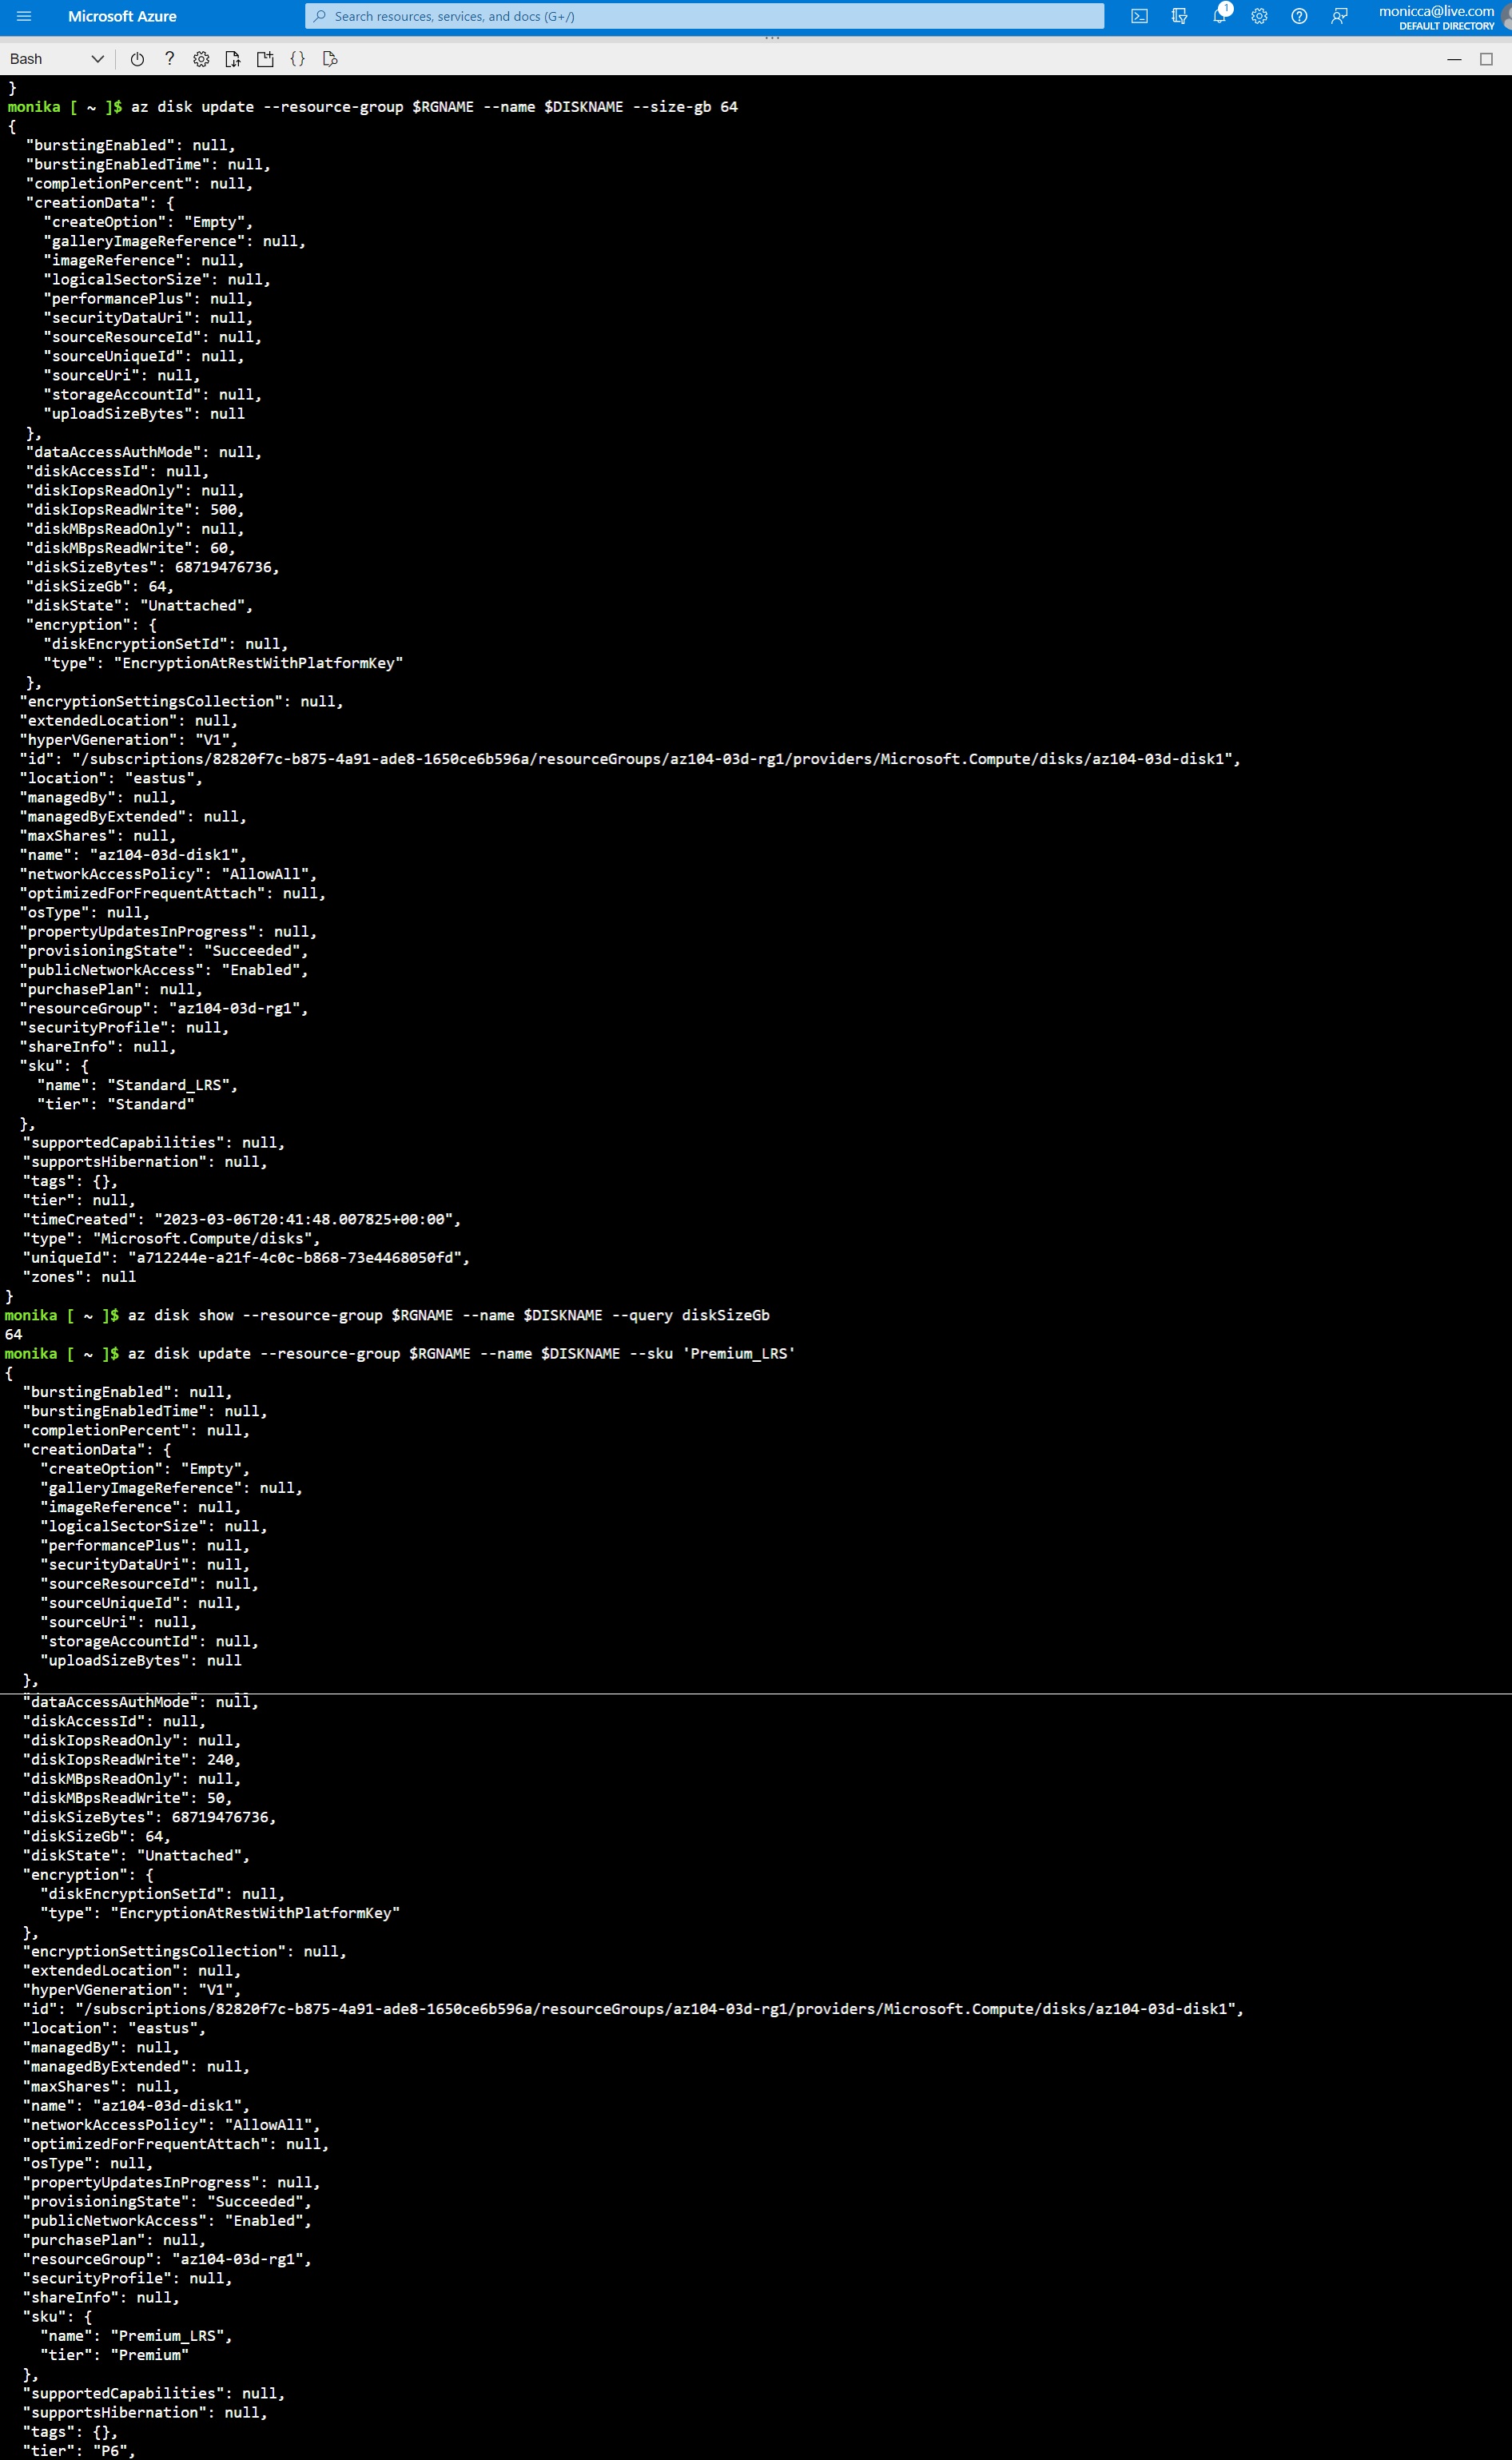 Microsoft Azure
Search resources, services, and docs (G+/)
1
monicca@live.com
DEFAULT DIRECTORY
Bash
}
monika [ ~ ]$ az disk update --resource-group $RGNAME --name $DISKNAME --size-gb 64
{
"burstingEnabled": null,
"burstingEnabledTime": null,
"completionPercent": null,
"creationData": {
"createOption": "Empty",
"galleryImageReference": null,
"imageReference": null,
"logicalSectorSize": null,
"performancePlus": null,
"securityDataUri": null,
"sourceResourceId": null,
"sourceUniqueId": null,
"sourceUri": null,
"storageAccountId": null,
"uploadSizeBytes": null
},
"dataAccessAuthMode": null,
"diskAccessId": null,
"diskIopsReadOnly": null,
"diskIopsReadWrite": 500,
"diskMBpsReadOnly": null,
"diskMBpsReadWrite": 60,
"diskSizeBytes": 68719476736,
"diskSizeGb": 64,
"diskState": "Unattached",
"encryption": {
"diskEncryptionSetId": null,
"type": "EncryptionAtRestWithPlatformKey"
},
"encryptionSettingsCollection": null,
"extendedLocation": null,
"hyperVGeneration": "V1",
"id": "/subscriptions/82820f7c-b875-4a91-ade8-1650ce6b596a/resourceGroups/az104-03d-rg1/providers/Microsoft.Compute/disks/az104-03d-disk1",
"location": "eastus",
"managedBy": null,
"managedByExtended": null,
"maxShares": null,
"name": "az104-03d-disk1",
"networkAccessPolicy": "AllowAll",
"optimizedForFrequentAttach": null,
"osType": null,
"propertyUpdatesInProgress": null,
"provisioningState": "Succeeded",
"publicNetworkAccess": "Enabled",
"purchasePlan": null,
"resourceGroup": "az104-03d-rg1",
"securityProfile": null,
"shareInfo": null,
"sku": {
"name": "Standard_LRS",
"tier": "Standard"
},
"supportedCapabilities": null,
"supportsHibernation": null,
"tags": {},
"tier": null,
"timeCreated": "2023-03-06T20:41:48.007825+00:00",
"type": "Microsoft.Compute/disks",
"uniqueId": "a712244e-a21f-4c0c-b868-73e4468050fd",
"zones": null
}
monika [ ~ ]$ az disk show --resource-group $RGNAME --name $DISKNAME --query diskSizeGb
64
monika [ ~ ]$ az disk update --resource-group $RGNAME --name $DISKNAME --sku 'Premium_LRS'
{
"burstingEnabled": null,
"burstingEnabledTime": null,
"completionPercent": null,
"creationData": {
"createOption": "Empty",
"galleryImageReference": null,
"imageReference": null,
"logicalSectorSize": null,
"performancePlus": null,
"securityDataUri": null,
"sourceResourceId": null,
"sourceUniqueId": null,
"sourceUri": null,
"storageAccountId": null,
"uploadSizeBytes": null
},
"dataAccessAuthMode": null,
"diskAccessId": null,
"diskIopsReadOnly": null,
"diskIopsReadWrite": 240,
"diskMBpsReadOnly": null,
"diskMBpsReadWrite": 50,
"diskSizeBytes": 68719476736,
"diskSizeGb": 64,
"diskState": "Unattached",
"encryption": {
"diskEncryptionSetId": null,
"type": "EncryptionAtRestWithPlatformKey"
},
"encryptionSettingsCollection": null,
"extendedLocation": null,
"hyperVGeneration": "V1",
"id": "/subscriptions/82820f7c-b875-4a91-ade8-1650ce6b596a/resourceGroups/az104-03d-rg1/providers/Microsoft.Compute/disks/az104-03d-disk1",
"location": "eastus",
"managedBy": null,
"managedByExtended": null,
"maxShares": null,
"name": "az104-03d-disk1",
"networkAccessPolicy": "AllowAll",
"optimizedForFrequentAttach": null,
"osType": null,
"propertyUpdatesInProgress": null,
"provisioningState": "Succeeded",
"publicNetworkAccess": "Enabled",
"purchasePlan": null,
"resourceGroup": "az104-03d-rg1",
"securityProfile": null,
"shareInfo": null,
"sku": {
"name": "Premium_LRS",
"tier": "Premium"
},
"supportedCapabilities": null,
"supportsHibernation": null,
"tags": {},
"tier": "P6",